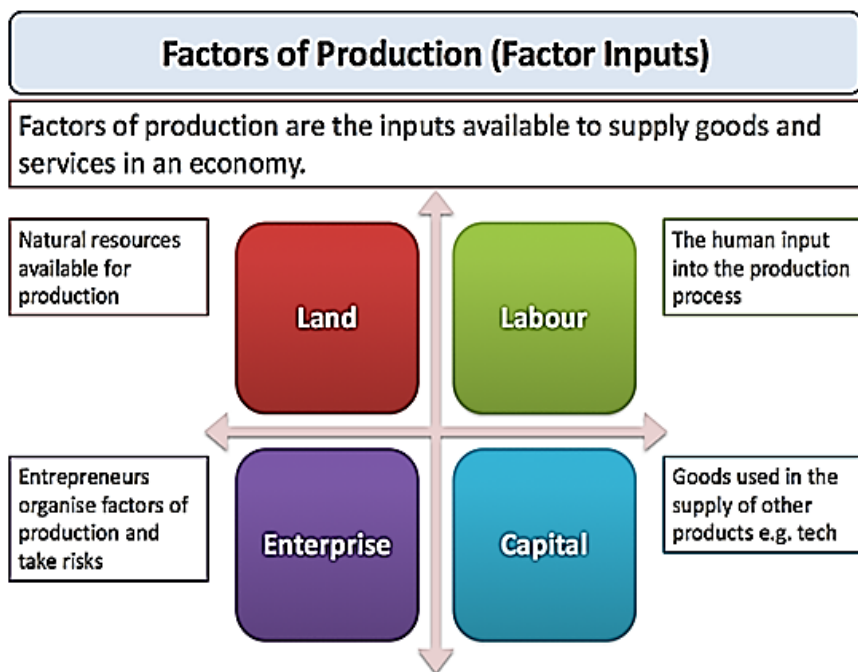 Factors of Production (Factor Inputs)
Factors of production are the inputs available to supply goods and
services in an economy.
Natural resources
available for
production
Land
Labour
The human input
into the production
process
Entrepreneurs
organise factors of
production and
take risks
Enterprise
Capital
Goods used in the
supply of other
products e.g. tech